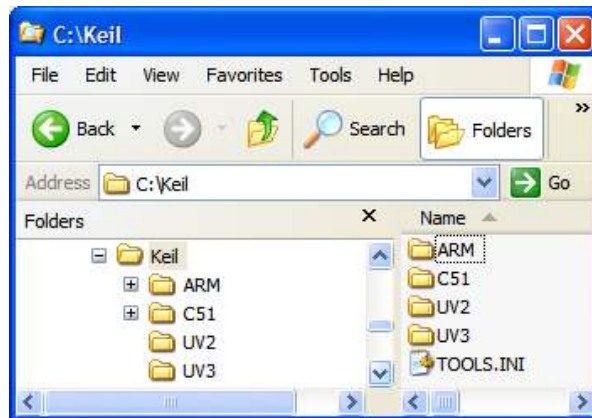 C:\Keil
File Edit View Favorites Tools Help
Back Search Folders »
Address C:\Keil Go
Folders X Name
Keil
ARM
C51
UV2
UV3
ARM
C51
UV2
UV3
TOOLS.INI